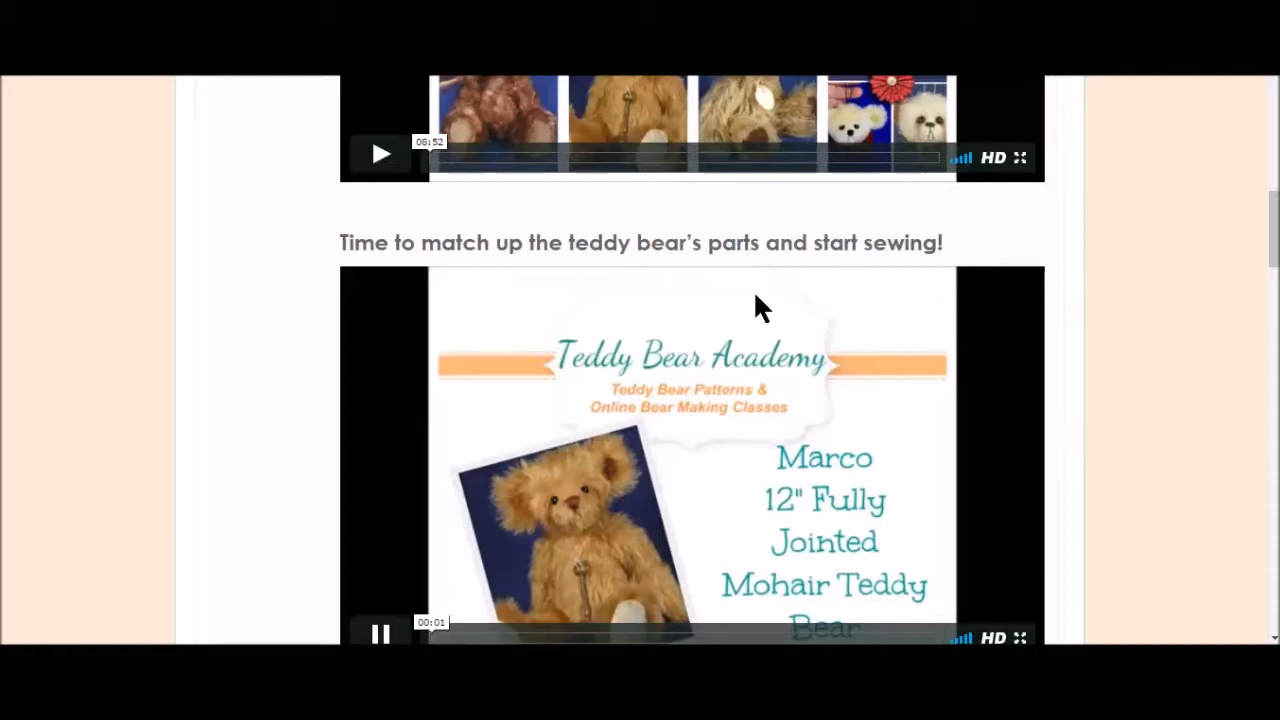 08:52
HD
Time to match up the teddy bear's parts and start sewing!
Teddy Bear Academy
Teddy Bear Patterns &
Online Bear Making Classes
Marco
12" Fully
Jointed
Mohair Teddy
Bear
00:01
HD